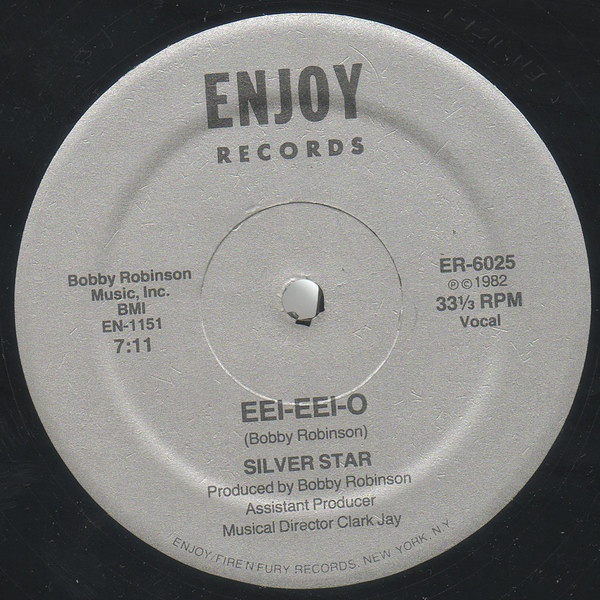 ENJOY
RECORDS
Bobby Robinson
Music, Inc.
BMI
EN-1151
7:11
ER-6025
℗ © 1982
33⅓ RPM
Vocal
EEI-EEI-O
(Bobby Robinson)
SILVER STAR
Produced by Bobby Robinson
Assistant Producer
Musical Director Clark Jay
ENJOY/FIRE N FURY RECORDS, NEW YORK, N.Y.